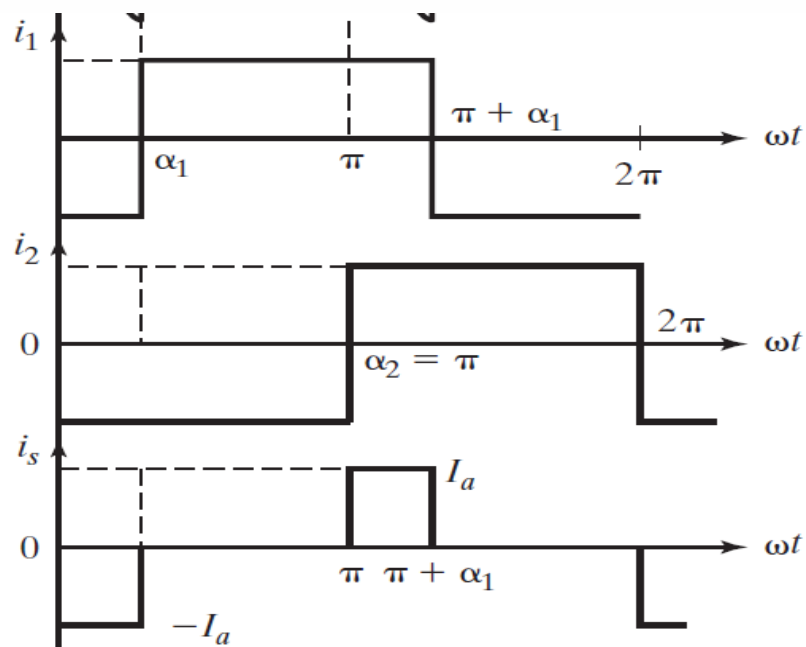 i₁
π + α₁
ωt
α₁
π
2π
i₂
2π
0
ωt
α₂ = π
iₛ
Iₐ
0
ωt
π π + α₁
−Iₐ